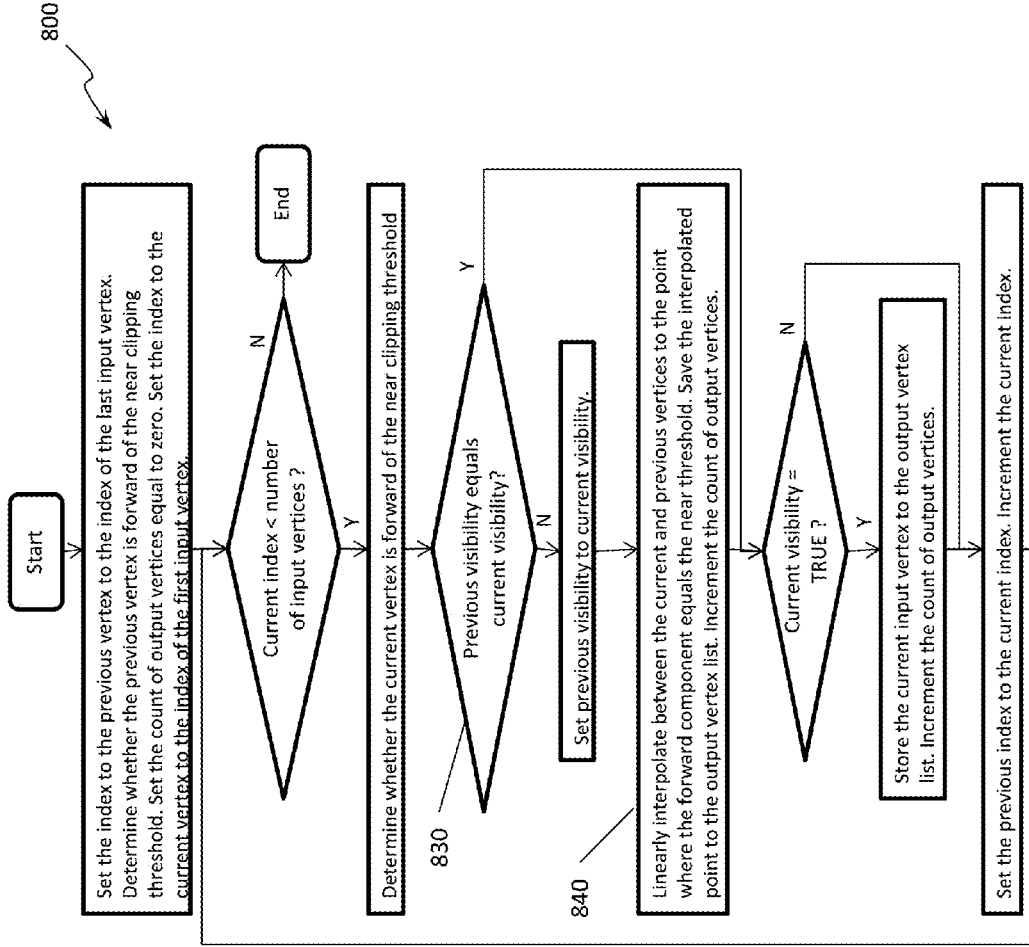 800
Start
Set the index to the previous vertex to the index of the last input vertex.
Determine whether the previous vertex is forward of the near clipping
threshold. Set the count of output vertices equal to zero. Set the index to the
current vertex to the index of the first input vertex.
Current index < number
of input vertices ?
N
End
Y
Determine whether the current vertex is forward of the near clipping threshold
830
Previous visibility equals
current visibility?
Y
N
Set previous visibility to current visibility.
840
Linearly interpolate between the current and previous vertices to the point
where the forward component equals the near threshold. Save the interpolated
point to the output vertex list. Increment the count of output vertices.
Current visibility =
TRUE ?
N
Y
Store the current input vertex to the output vertex
list. Increment the count of output vertices.
Set the previous index to the current index. Increment the current index.